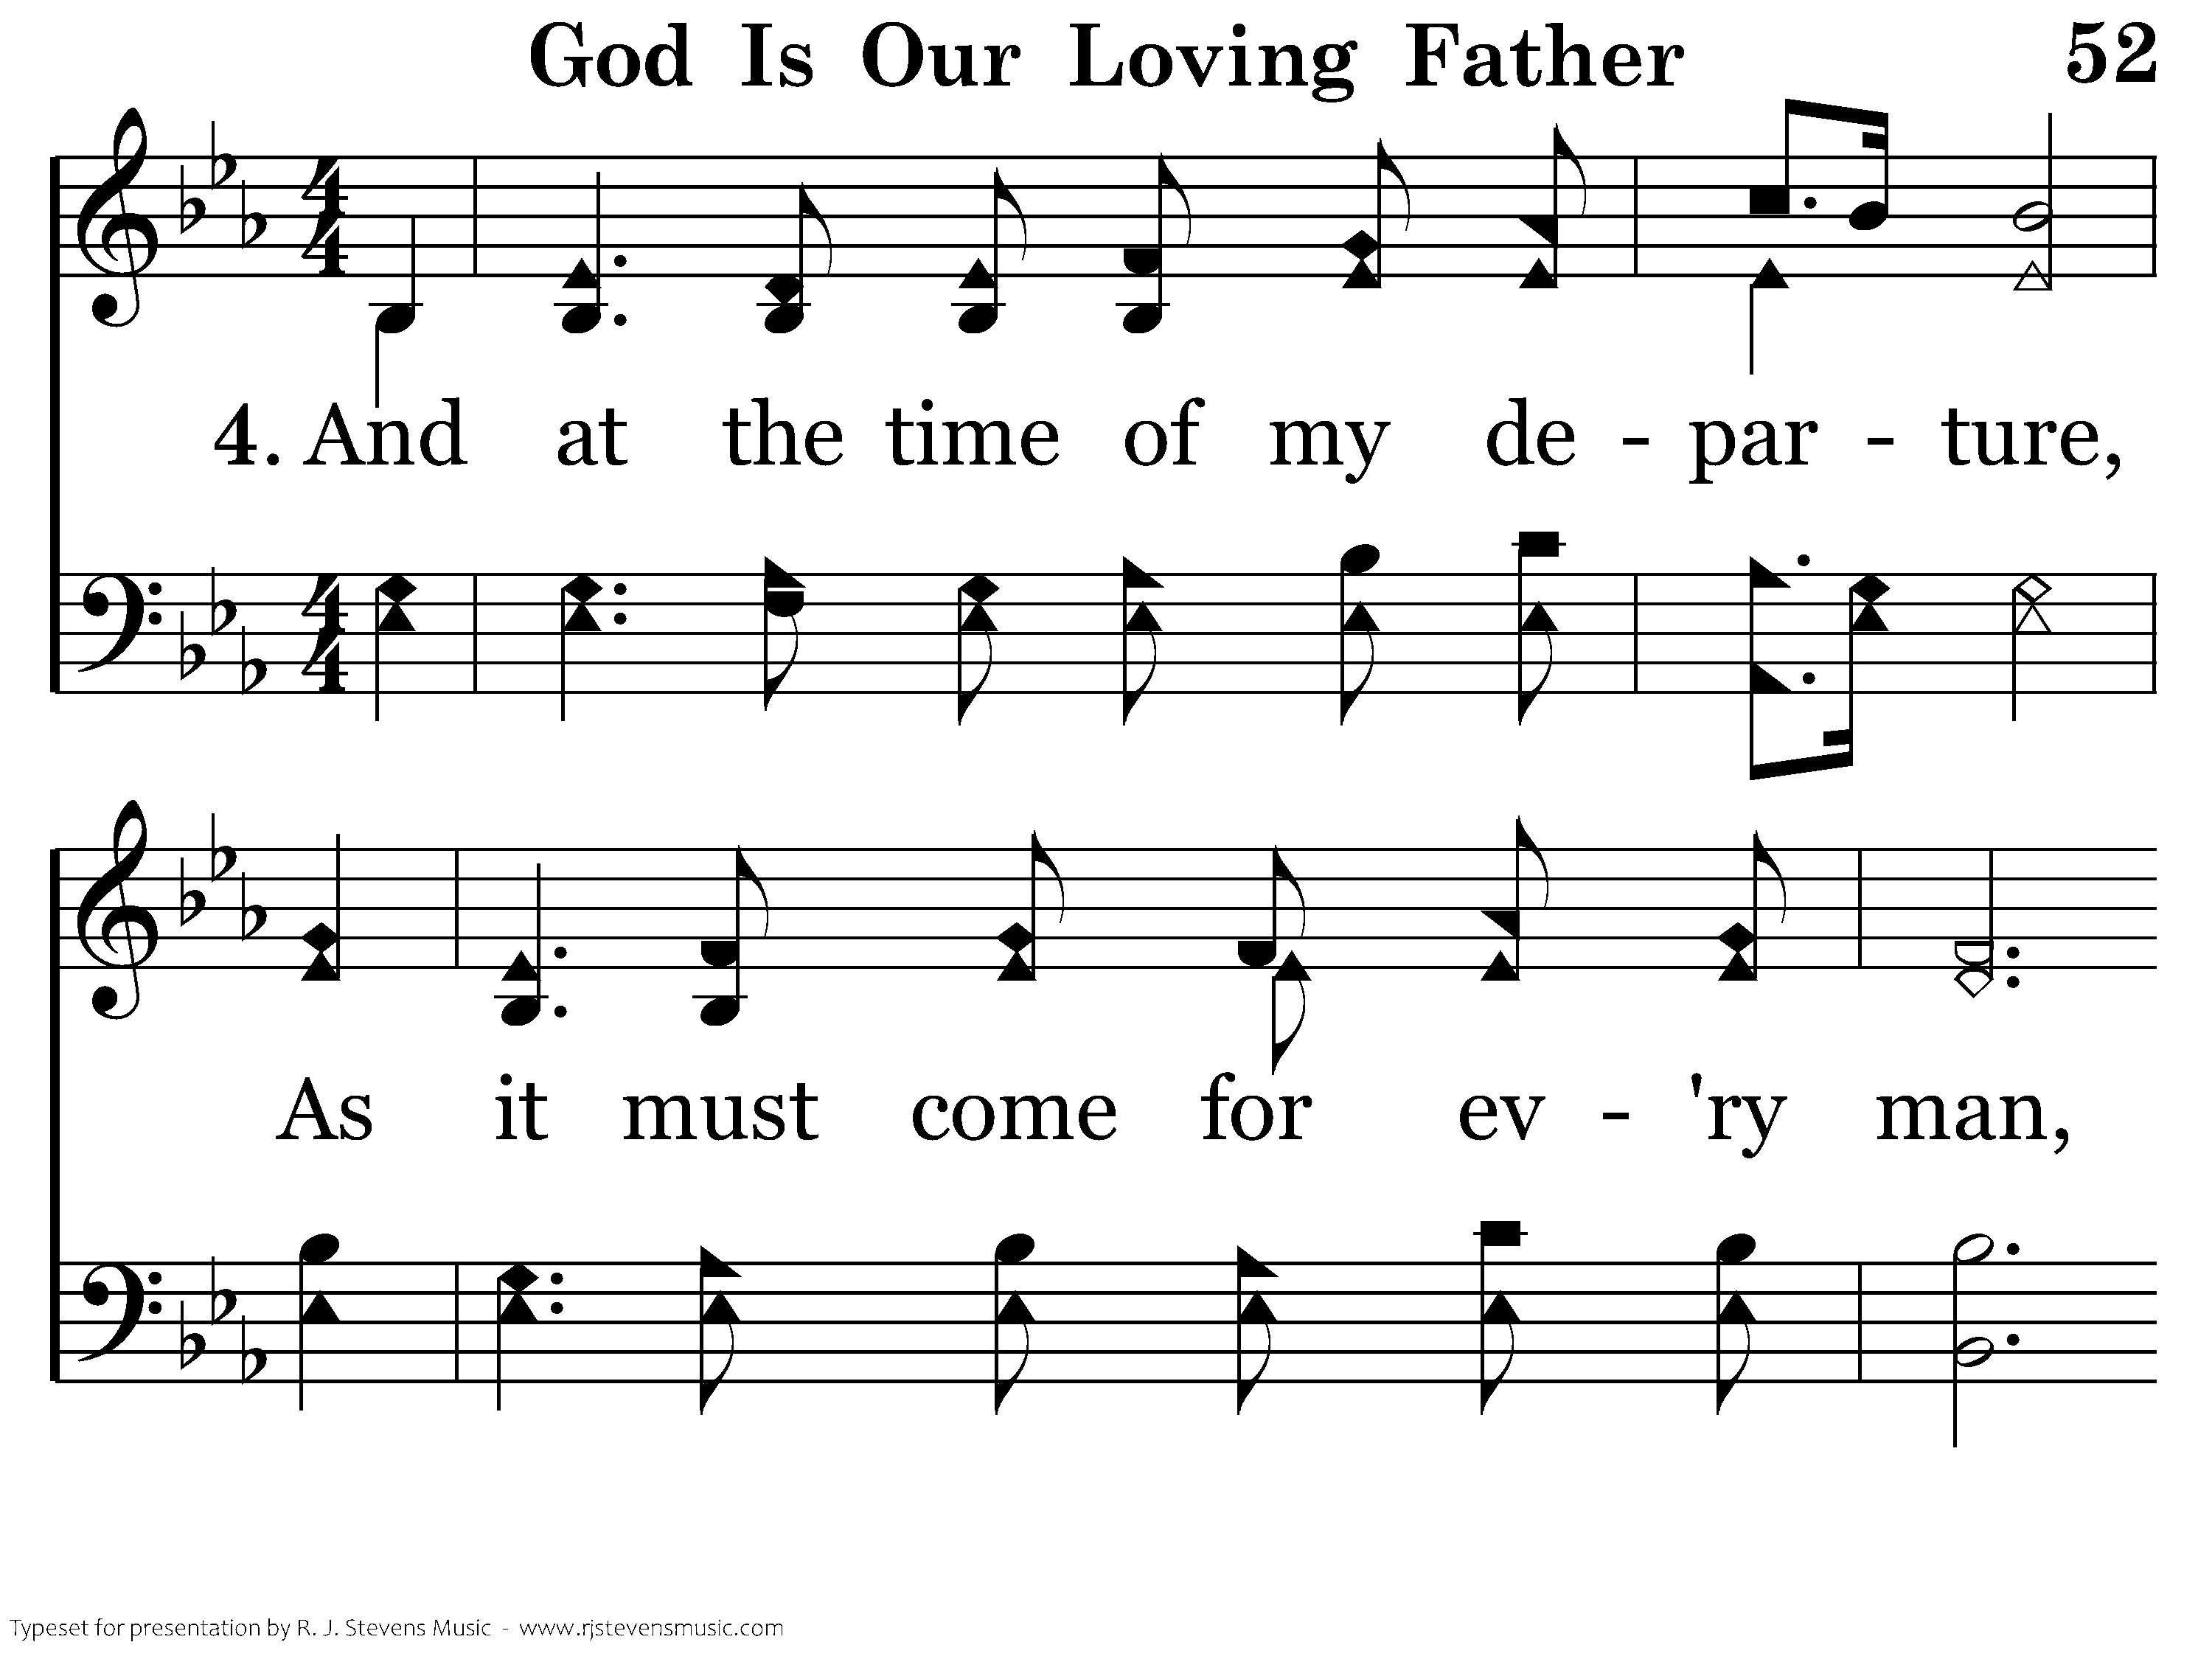 God Is Our Loving Father 52
4. And at the time of my de - par - ture,
As it must come for ev - 'ry man,
Typeset for presentation by R. J. Stevens Music - www.rjstevensmusic.com